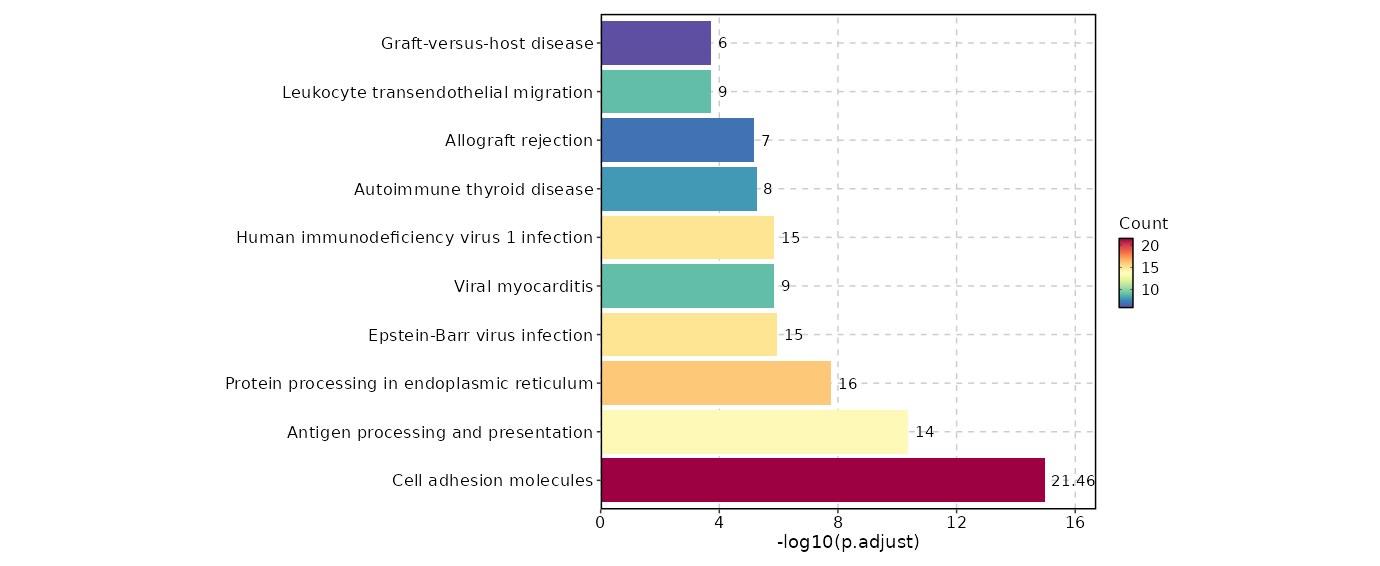 Graft-versus-host disease 6
Leukocyte transendothelial migration 9
Allograft rejection 7
Autoimmune thyroid disease 8
Human immunodeficiency virus 1 infection 15
Viral myocarditis 9
Epstein-Barr virus infection 15
Protein processing in endoplasmic reticulum 16
Antigen processing and presentation 14
Cell adhesion molecules 21.46
0 4 8 12 16
-log10(p.adjust)
Count
20
15
10